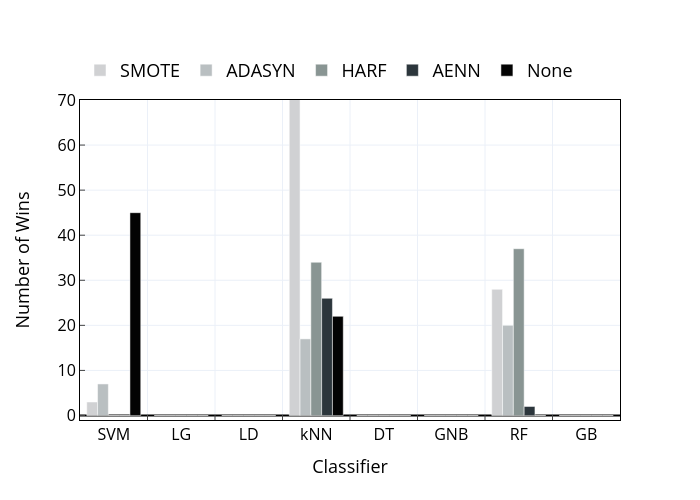 SMOTE ADASYN HARF AENN None
70
60
50
40
30
20
10
0
Number of Wins
SVM LG LD kNN DT GNB RF GB
Classifier